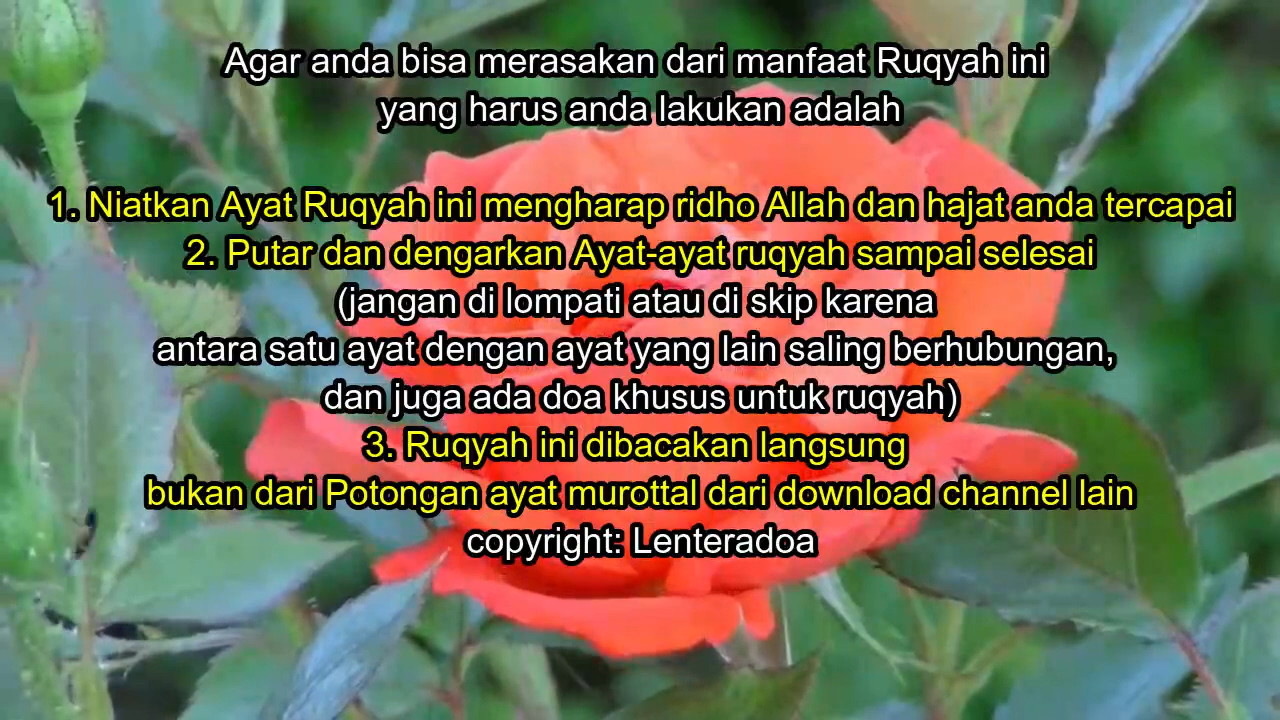 Agar anda bisa merasakan dari manfaat Ruqyah ini
yang harus anda lakukan adalah
1. Niatkan Ayat Ruqyah ini mengharap ridho Allah dan hajat anda tercapai
2. Putar dan dengarkan Ayat-ayat ruqyah sampai selesai
(jangan di lompati atau di skip karena
antara satu ayat dengan ayat yang lain saling berhubungan,
dan juga ada doa khusus untuk ruqyah)
3. Ruqyah ini dibacakan langsung
bukan dari Potongan ayat murottal dari download channel lain
copyright: Lenteradoa